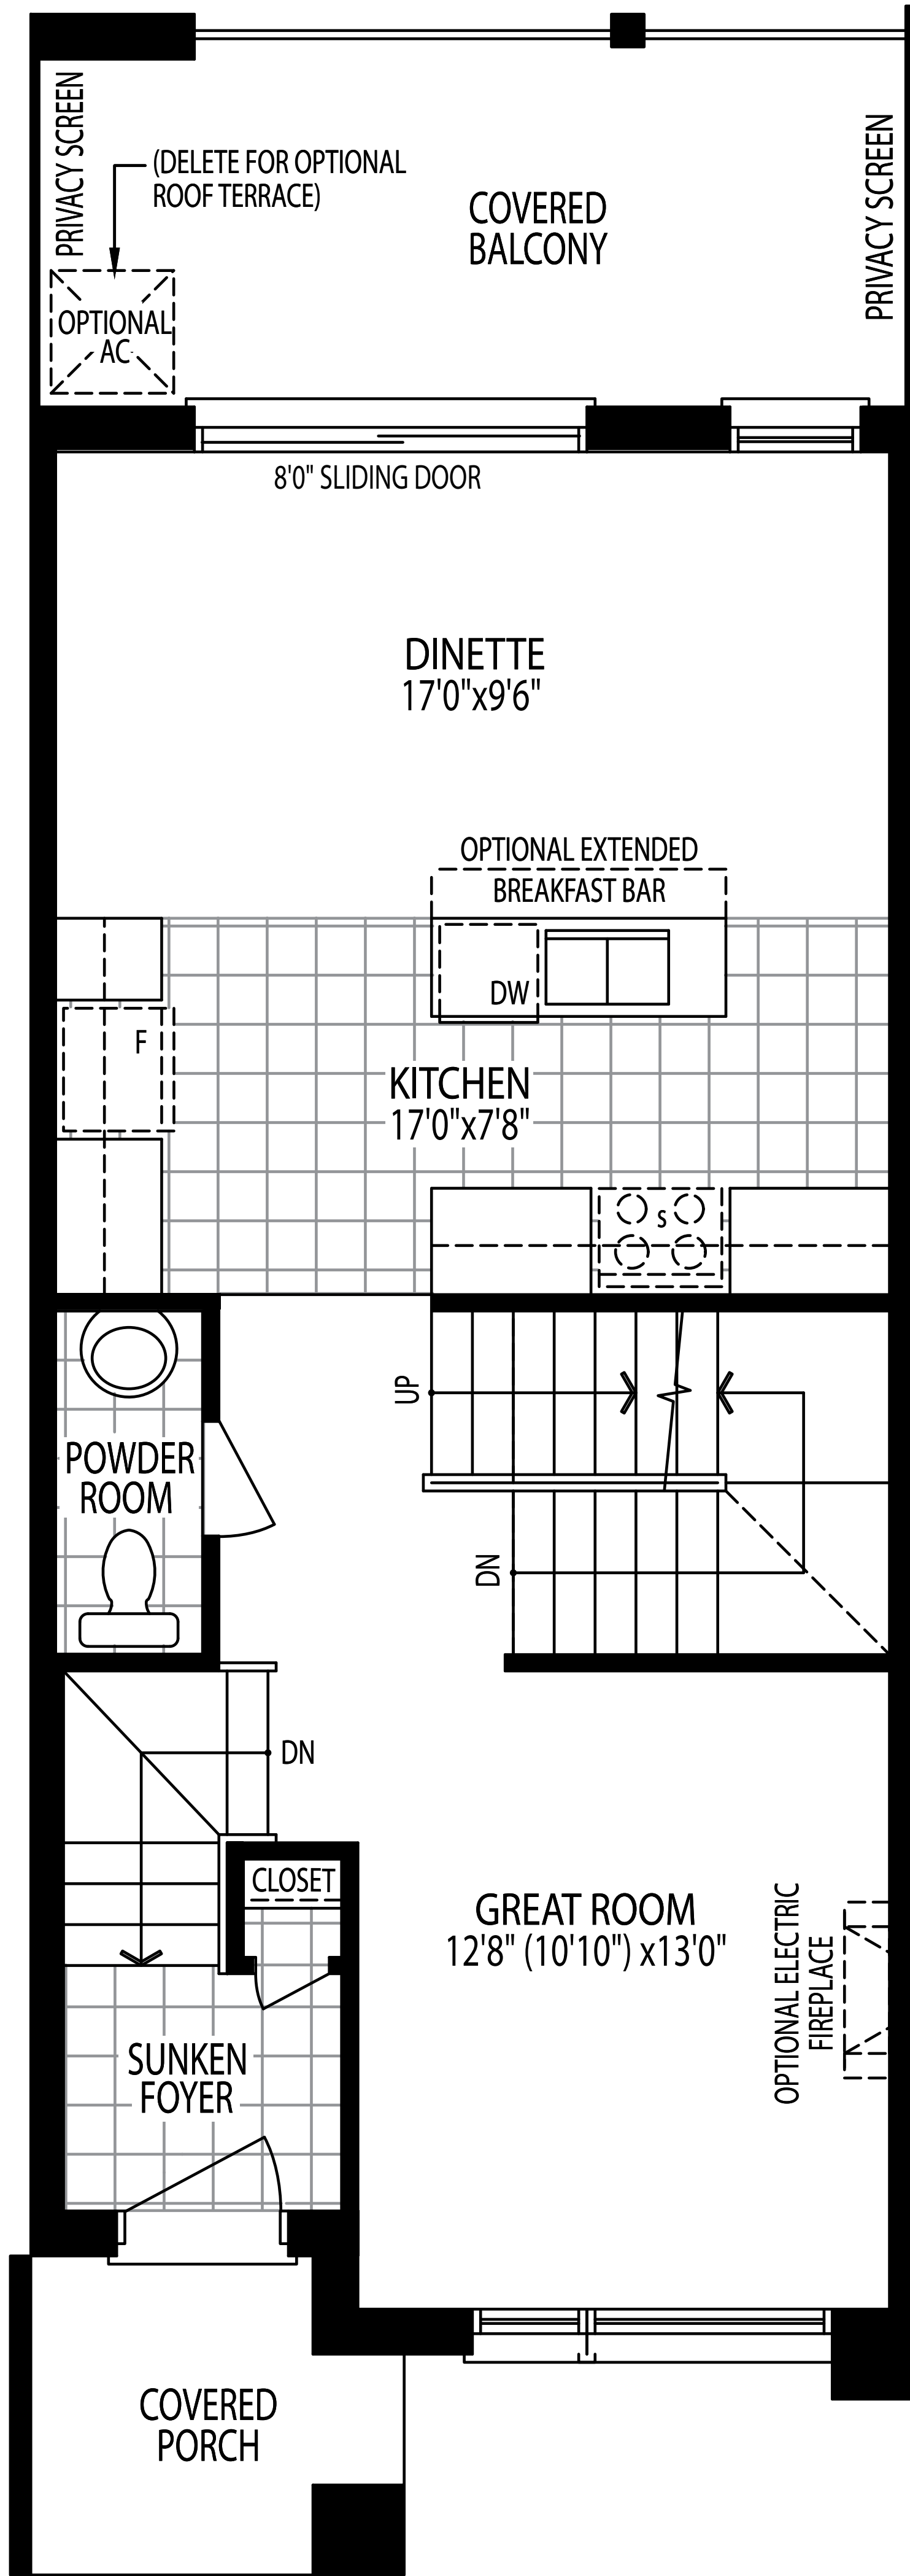 PRIVACY SCREEN
(DELETE FOR OPTIONAL
ROOF TERRACE)
COVERED
BALCONY
PRIVACY SCREEN
OPTIONAL
AC
8'0" SLIDING DOOR
DINETTE
17'0"x9'6"
OPTIONAL EXTENDED
BREAKFAST BAR
DW
F
KITCHEN
17'0"x7'8"
S
UP
POWDER
ROOM
DN
DN
CLOSET
GREAT ROOM
12'8" (10'10") x13'0"
OPTIONAL ELECTRIC
FIREPLACE
SUNKEN
FOYER
COVERED
PORCH